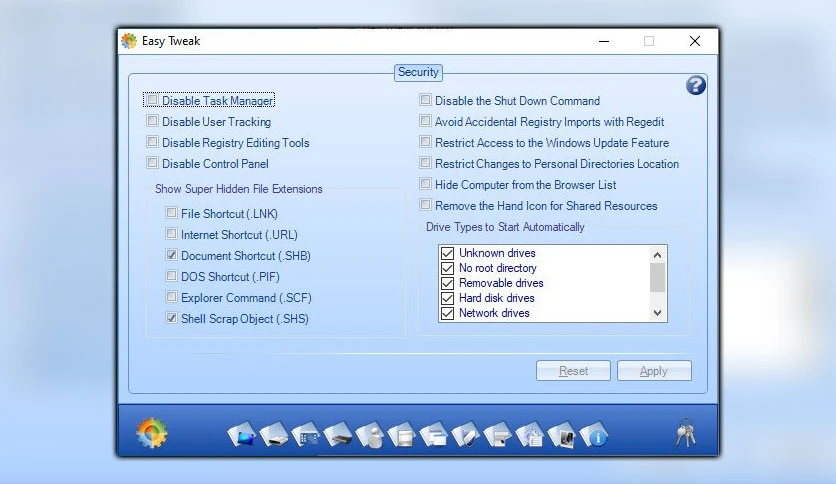 Easy Tweak
Security
Disable Task Manager
Disable User Tracking
Disable Registry Editing Tools
Disable Control Panel
Show Super Hidden File Extensions
File Shortcut (.LNK)
Internet Shortcut (.URL)
Document Shortcut (.SHB)
DOS Shortcut (.PIF)
Explorer Command (.SCF)
Shell Scrap Object (.SHS)
Disable the Shut Down Command
Avoid Accidental Registry Imports with Regedit
Restrict Access to the Windows Update Feature
Restrict Changes to Personal Directories Location
Hide Computer from the Browser List
Remove the Hand Icon for Shared Resources
Drive Types to Start Automatically
Unknown drives
No root directory
Removable drives
Hard disk drives
Network drives
Reset
Apply